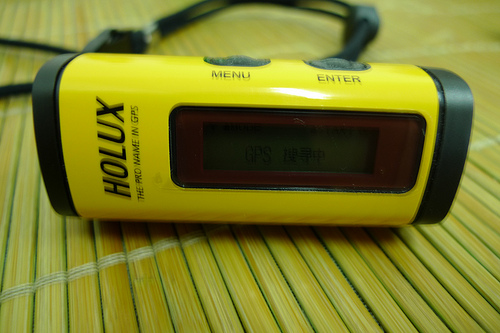 MENU
ENTER
HOLUX
THE PRO NAME IN GPS
GPS